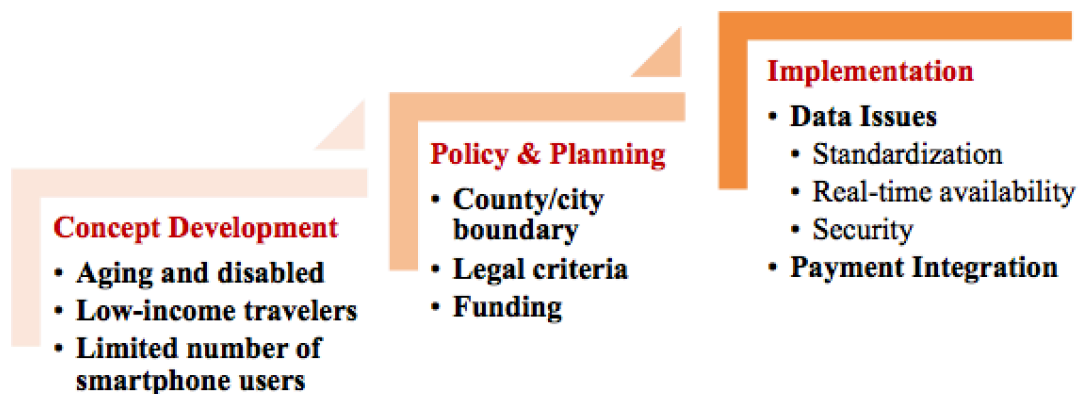 Concept Development
• Aging and disabled
• Low-income travelers
• Limited number of
smartphone users
Policy & Planning
• County/city
boundary
• Legal criteria
• Funding
Implementation
• Data Issues
• Standardization
• Real-time availability
• Security
• Payment Integration